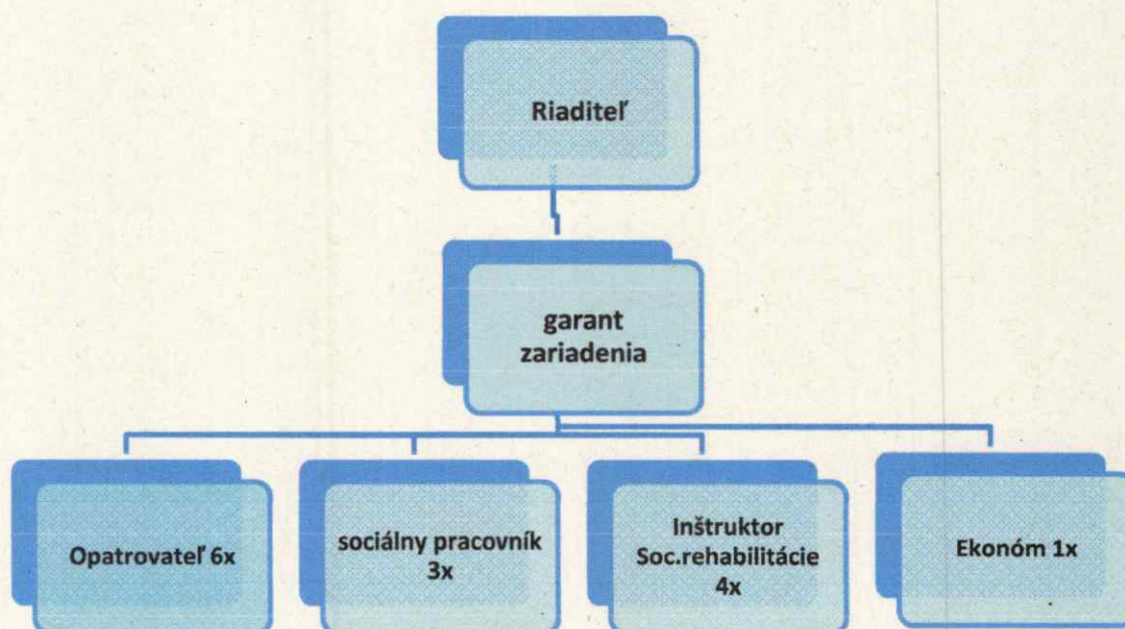 Riaditeľ
garant
zariadenia
Opatrovateľ 6x
sociálny pracovník
3x
Inštruktor
Soc.rehabilitácie
4x
Ekonóm 1x